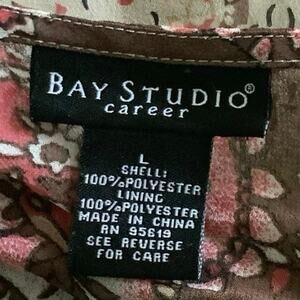 BAY STUDIO®
career
L
SHELL:
100%POLYESTER
LINING
100%POLYESTER
MADE IN CHINA
RN 95619
SEE REVERSE
FOR CARE